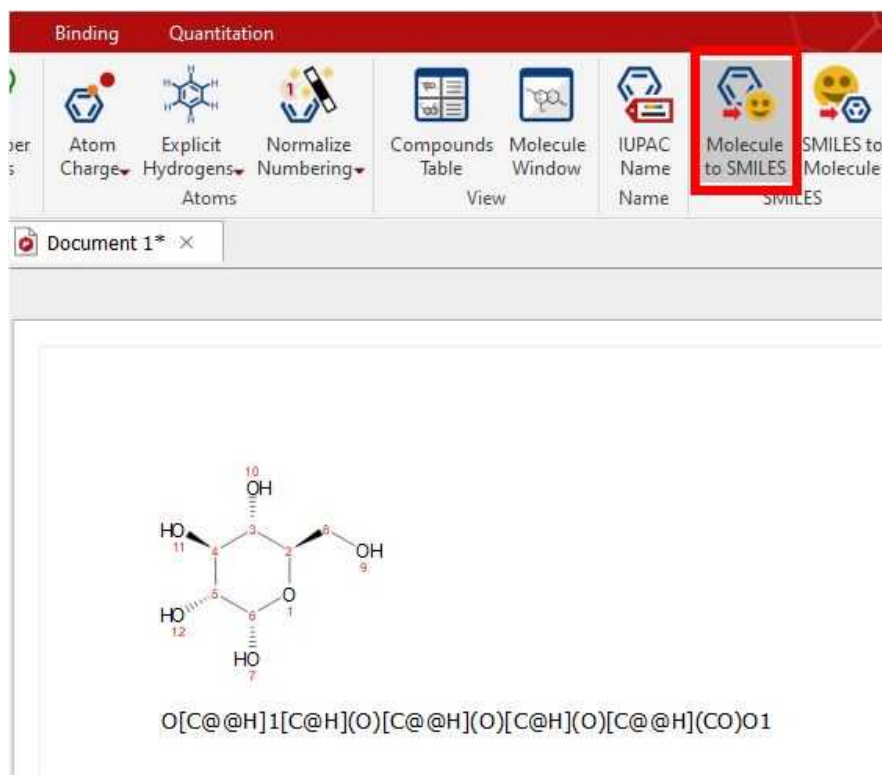 Binding Quantitation
Atom Charge Explicit Hydrogens Normalize Numbering Compounds Table Molecule Window IUPAC Name Molecule to SMILES SMILES to Molecule
Atoms View Name SMILES
Document 1*
10
OH
HO
11
3
8
4
2
OH
9
5
O
1
HO
12
6
HO
7
O[C@@H]1[C@H](O)[C@@H](O)[C@H](O)[C@@H](CO)O1